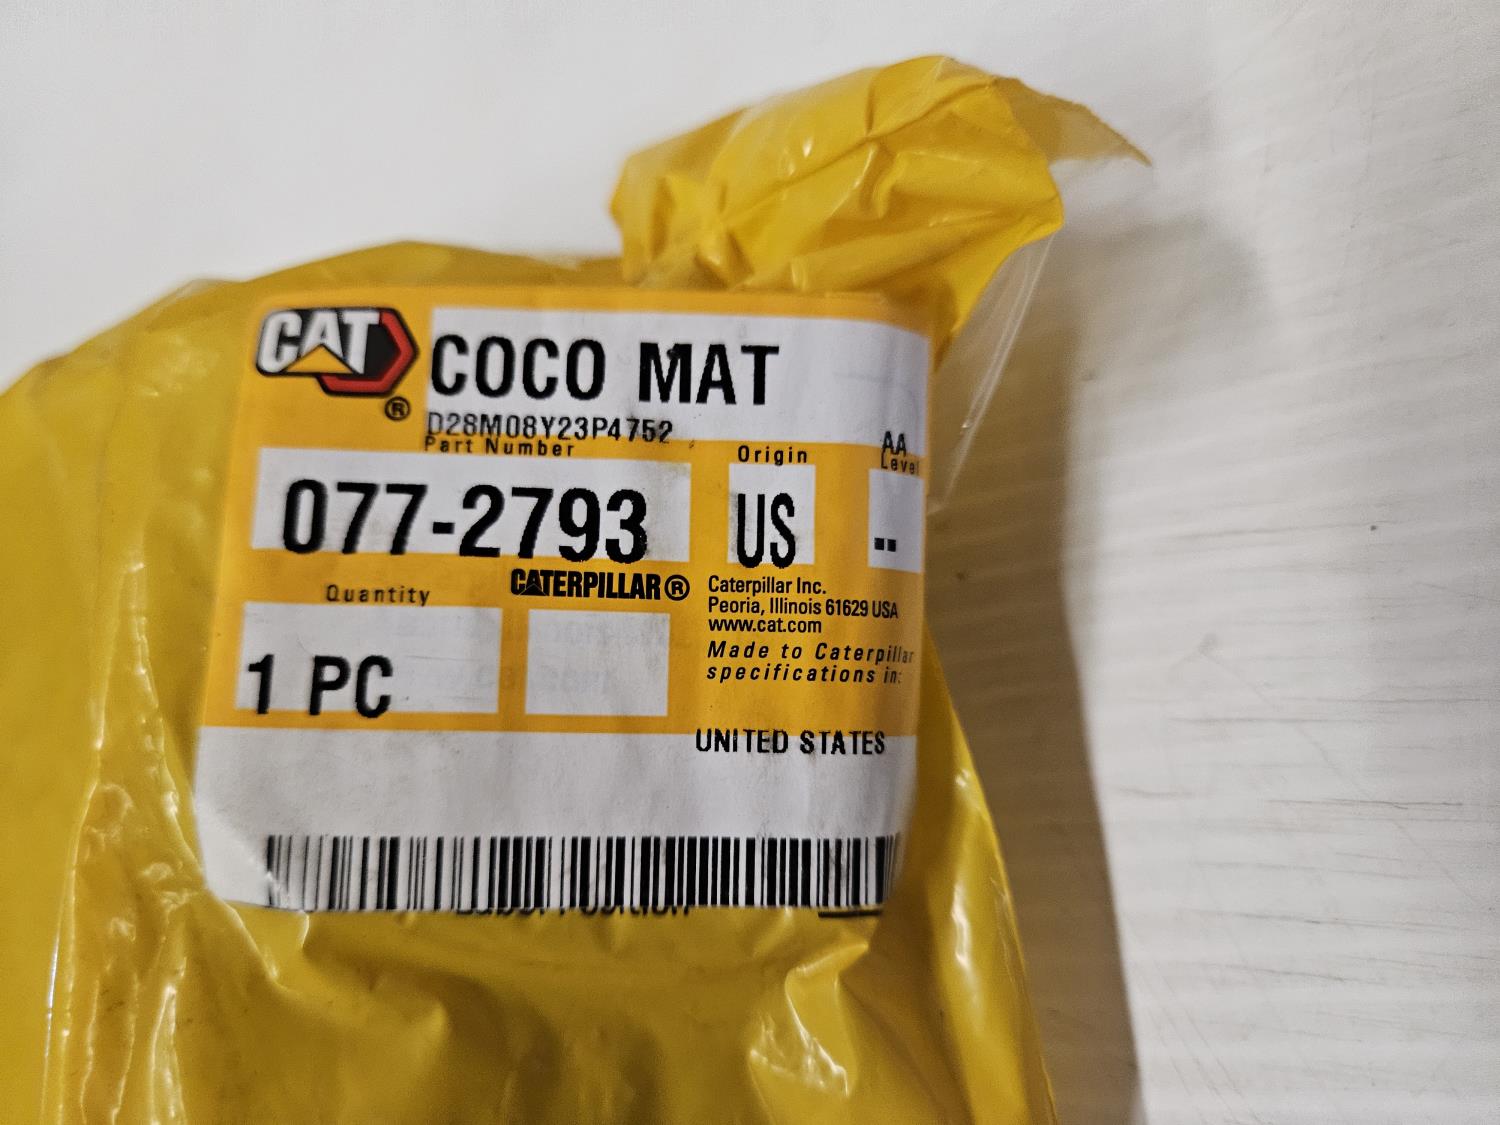 CAT
®
COCO MAT
D28M08Y23P4752
Part Number
Origin
AA
Level
077-2793
US
--
Quantity
CATERPILLAR®
Caterpillar Inc.
Peoria, Illinois 61629 USA
www.cat.com
1 PC
Made to Caterpillar
specifications in:
UNITED STATES